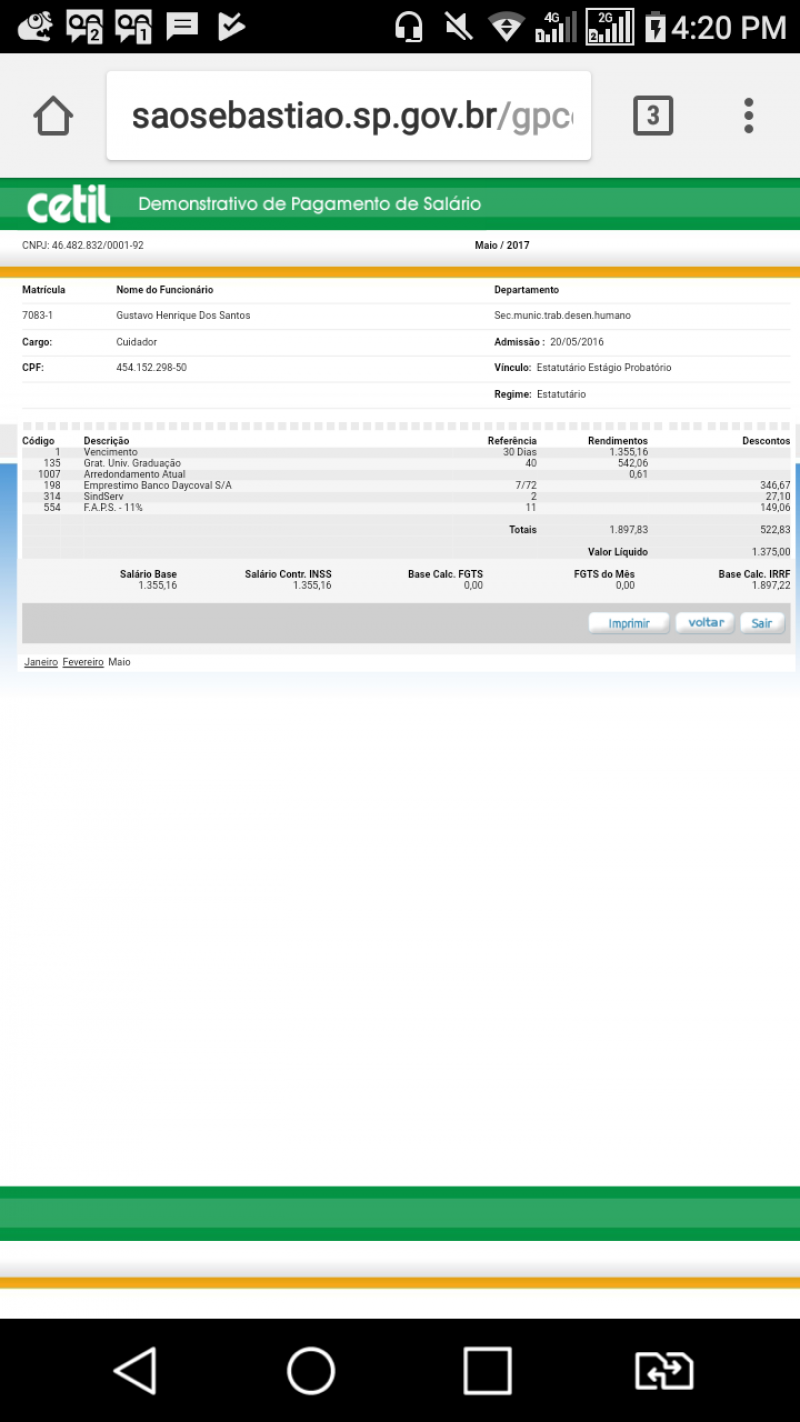 2 1 4G 2G 2 4:20 PM
saosebastiao.sp.gov.br/gpc 3
cetil Demonstrativo de Pagamento de Salário
CNPJ: 46.482.832/0001-92 Maio / 2017
Matrícula Nome do Funcionário Departamento
7083-1 Gustavo Henrique Dos Santos Sec.munic.trab.desen.humano
Cargo: Cuidador Admissão : 20/05/2016
CPF: 454.152.298-50 Vínculo: Estatutário Estágio Probatório
Regime: Estatutário
Código Descrição Referência Rendimentos Descontos
1 Vencimento 30 Dias 1.355,16
135 Grat. Univ. Graduação 40 542,06
1007 Arredondamento Atual 0,61
198 Emprestimo Banco Daycoval S/A 7/72 346,67
314 SindServ 2 27,10
554 F.A.P.S. - 11% 11 149,06
Totais 1.897,83 522,83
Valor Líquido 1.375,00
Salário Base Salário Contr. INSS Base Calc. FGTS FGTS do Mês Base Calc. IRRF
1.355,16 1.355,16 0,00 0,00 1.897,22
Imprimir voltar Sair
Janeiro Fevereiro Maio